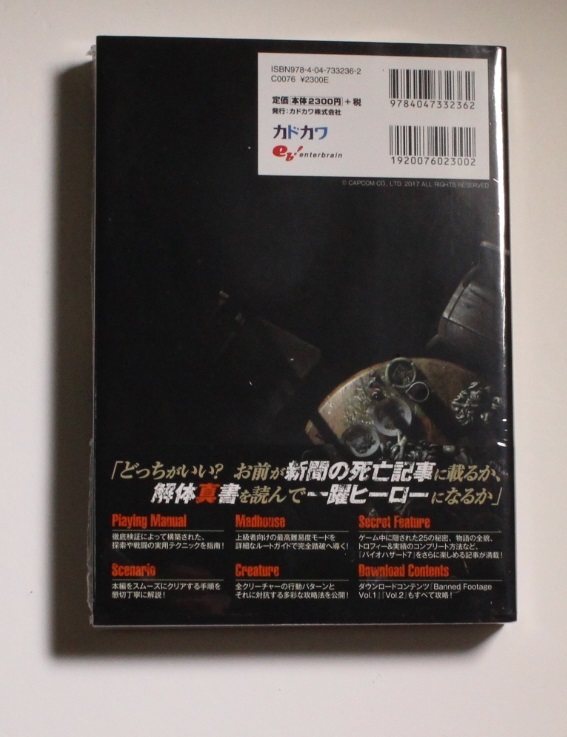 ISBN978-4-04-733236-2
C0076 ¥2300E
定価[本体2300円]+税
発行:カドカワ株式会社
9784047332362
カドカワ
eb! enterbrain
1920076023002
© CAPCOM CO., LTD. 2017 ALL RIGHTS RESERVED.
「どっちがいい? お前が新聞の死亡記事に載るか、
解体真書を読んで一躍ヒーローになるか」
Playing Manual
徹底検証によって構築された、
探索や戦闘の実用テクニックを指南!
Madhouse
上級者向けの最高難易度モードを
詳細なルートガイドで完全踏破へ導く!
Secret Feature
ゲーム中に隠された25の秘密、物語の全貌、
トロフィー&実績のコンプリート方法など、
『バイオハザード7』をさらに楽しめる記事が満載!
Scenario
本編をスムーズにクリアする手順を
懇切丁寧に解説!
Creature
全クリーチャーの行動パターンと
それに対抗する多彩な攻略法を公開!
Download Contents
ダウンロードコンテンツ「Banned Footage
Vol.1」「Vol.2」もすべて攻略!